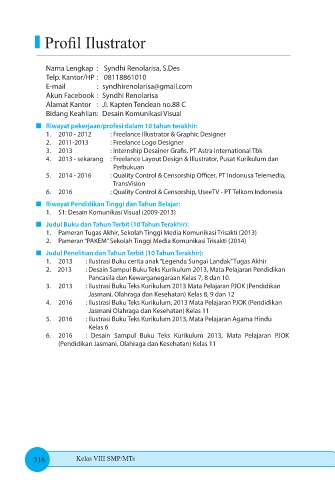 Profil Ilustrator
Nama Lengkap : Syndhi Renolarisa, S.Des
Telp. Kantor/HP : 08118861010
E-mail : syndhirenolarisa@gmail.com
Akun Facebook : Syndhi Renolarisa
Alamat Kantor : Jl. Kapten Tendean no.88 C
Bidang Keahlian: Desain Komunikasi Visual
Riwayat pekerjaan/profesi dalam 10 tahun terakhir:
1. 2010 - 2012 : Freelance Illustrator & Graphic Designer
2. 2011-2013 : Freelance Logo Designer
3. 2013 : Internship Desainer Grafis, PT Astra International Tbk
4. 2013 - sekarang : Freelance Layout Design & Illustrator, Pusat Kurikulum dan
Perbukuan
5. 2014 - 2016 : Quality Control & Censorship Officer, PT Indonusa Telemedia,
TransVision
6. 2016 : Quality Control & Censorship, UseeTV - PT Telkom Indonesia
Riwayat Pendidikan Tinggi dan Tahun Belajar:
1. S1: Desain Komunikasi Visual (2009-2013)
Judul Buku dan Tahun Terbit (10 Tahun Terakhir):
1. Pameran Tugas Akhir, Sekolah Tinggi Media Komunikasi Trisakti (2013)
2. Pameran "PAKEM" Sekolah Tinggi Media Komunikasi Trisakti (2014)
Judul Penelitian dan Tahun Terbit (10 Tahun Terakhir):
1. 2013 : Ilustrasi Buku cerita anak "Legenda Sungai Landak" Tugas Akhir
2. 2013 : Desain Sampul Buku Teks Kurikulum 2013, Mata Pelajaran Pendidikan
Pancasila dan Kewarganegaraan Kelas 7, 8 dan 10.
3. 2013 : Ilustrasi Buku Teks Kurikulum 2013 Mata Pelajaran PJOK (Pendidikan
Jasmani, Olahraga dan Kesehatan) Kelas 8, 9 dan 12
4. 2016 : Ilustrasi Buku Teks Kurikulum, 2013 Mata Pelajaran PJOK (Pendidikan
Jasmani Olahraga dan Kesehatan) Kelas 11
5. 2016 : Ilustrasi Buku Teks Kurikulum 2013, Mata Pelajaran Agama Hindu
Kelas 6
6. 2016 : Desain Sampul Buku Teks Kurikulum 2013, Mata Pelajaran PJOK
(Pendidikan Jasmani, Olahraga dan Kesehatan) Kelas 11
316 Kelas VIII SMP/MTs